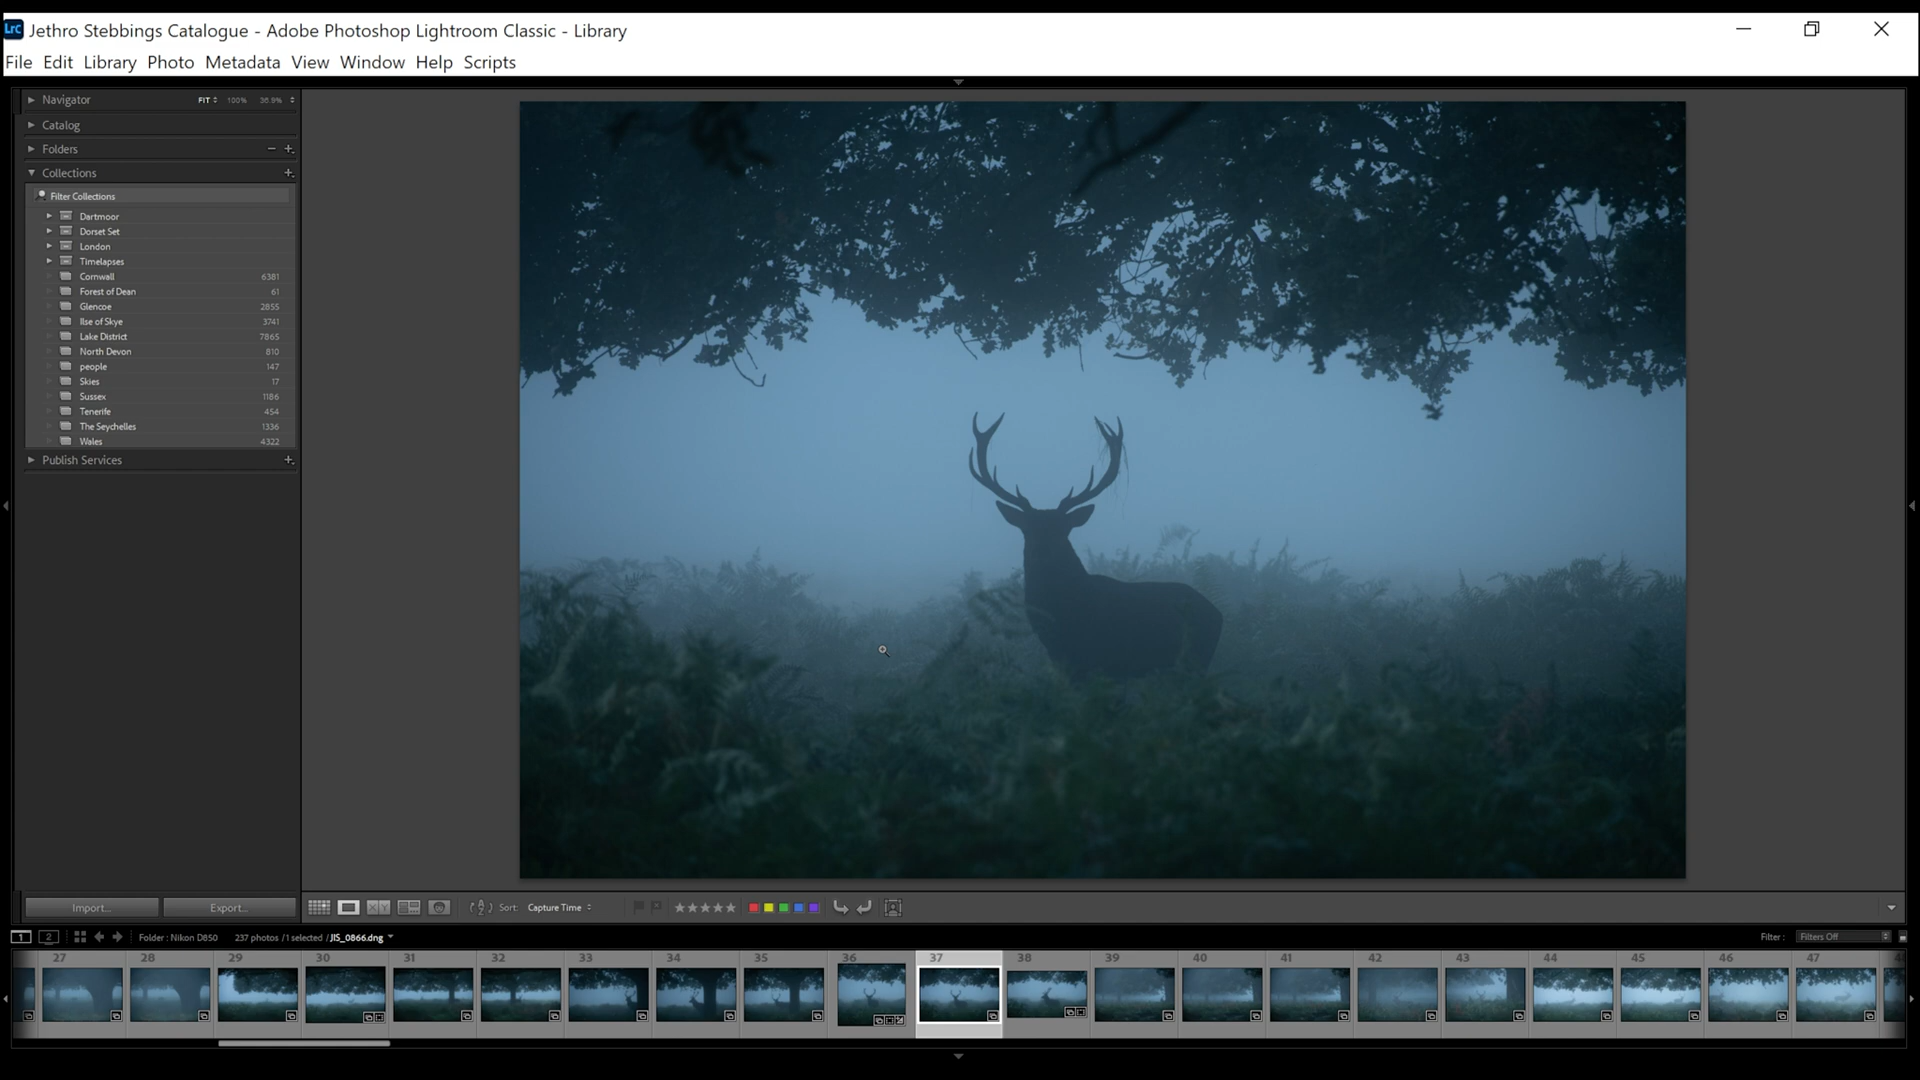 Lrc Jethro Stebbings Catalogue - Adobe Photoshop Lightroom Classic - Library
File Edit Library Photo Metadata View Window Help Scripts
Navigator FIT 100% 36.9%
Catalog
Folders
Collections
Filter Collections
Dartmoor
Dorset Set
London
Timelapses
Cornwall 6381
Forest of Dean 61
Glencoe 2855
Ilse of Skye 3741
Lake District 7865
North Devon 810
people 147
Skies 17
Sussex 1186
Tenerife 454
The Seychelles 1336
Wales 4322
Publish Services
Import... Export... XY Sort: Capture Time
1 2 Folder : Nikon D850 237 photos / 1 selected / JIS_0866.dng Filter : Filters Off
27 28 29 30 31 32 33 34 35 36 37 38 39 40 41 42 43 44 45 46 47